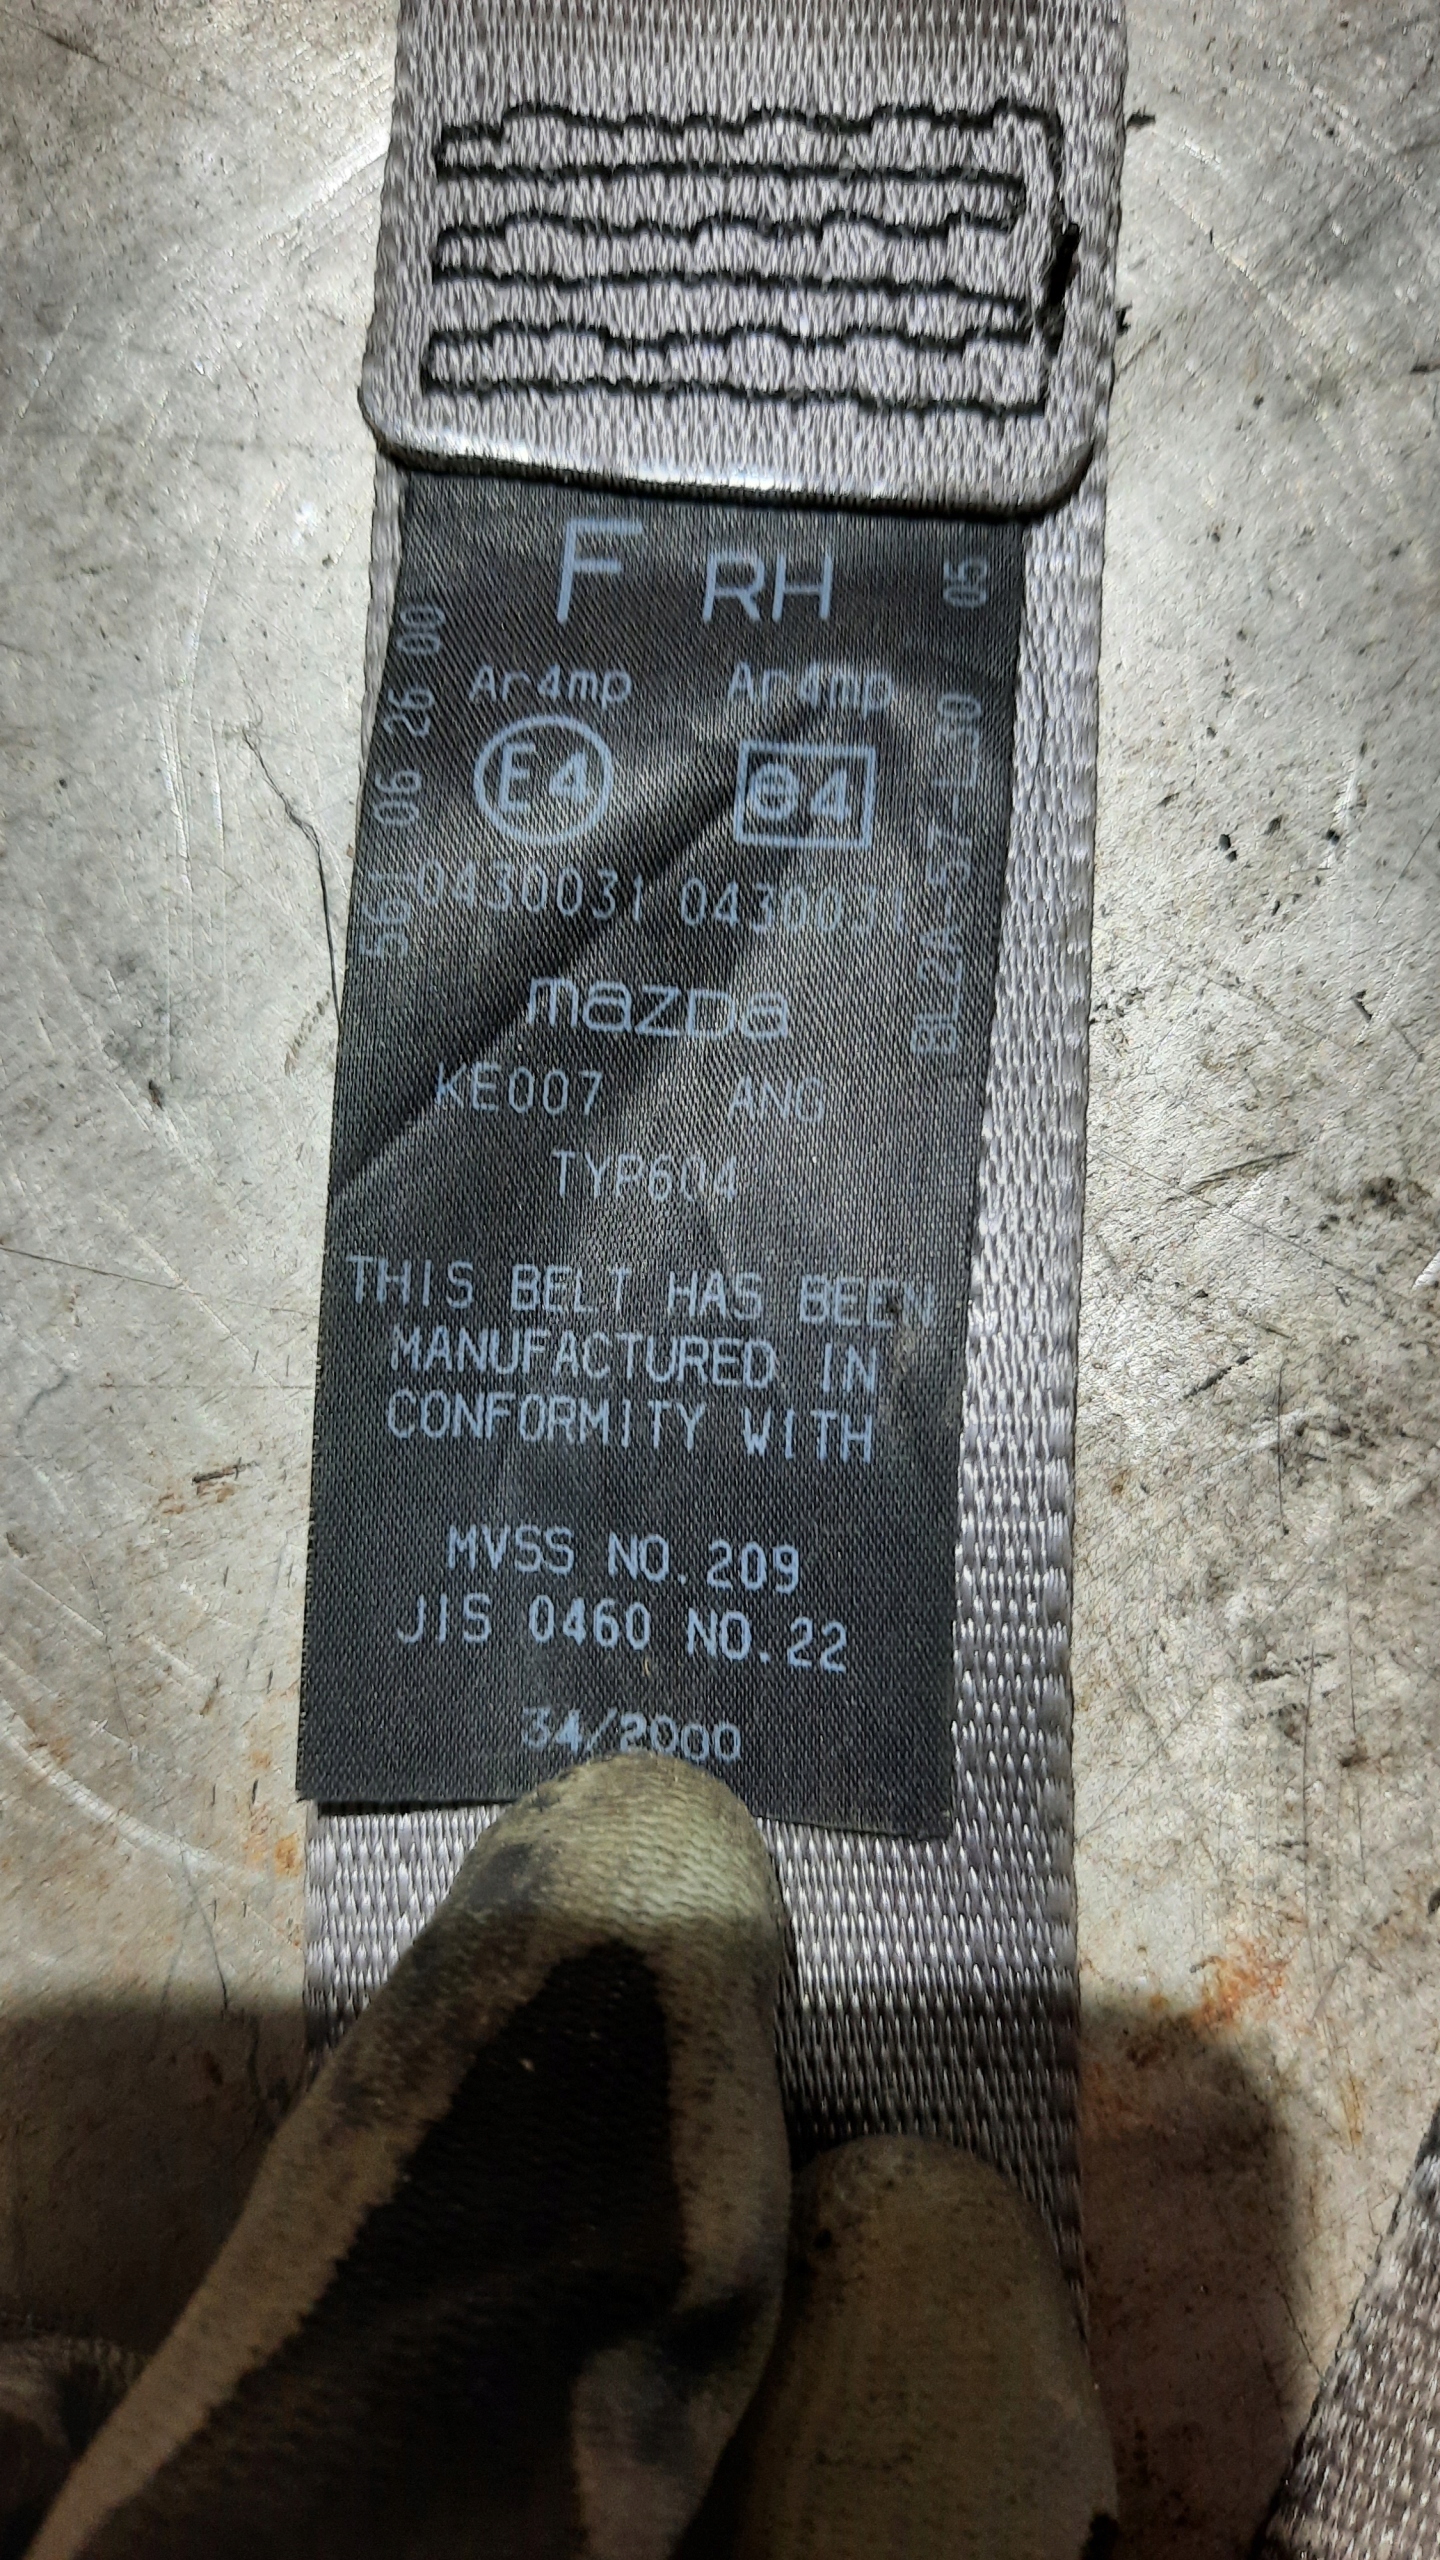 F RH
Ar4mp Ar4mp
E4 e4
0430031 0430031
mazda
KE007 ANG
TYP604
THIS BELT HAS BEEN
MANUFACTURED IN
CONFORMITY WITH
MVSS NO.209
JIS 0460 NO.22
34/2000
561 06 26 00
BL2A-57-L30 05